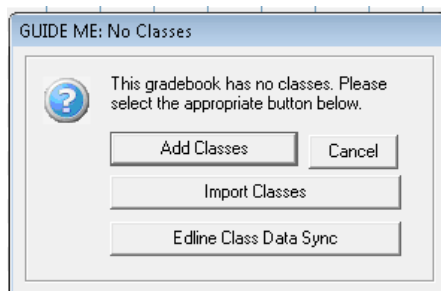 GUIDE ME: No Classes
This gradebook has no classes. Please
select the appropriate button below.
Add Classes
Cancel
Import Classes
Edline Class Data Sync